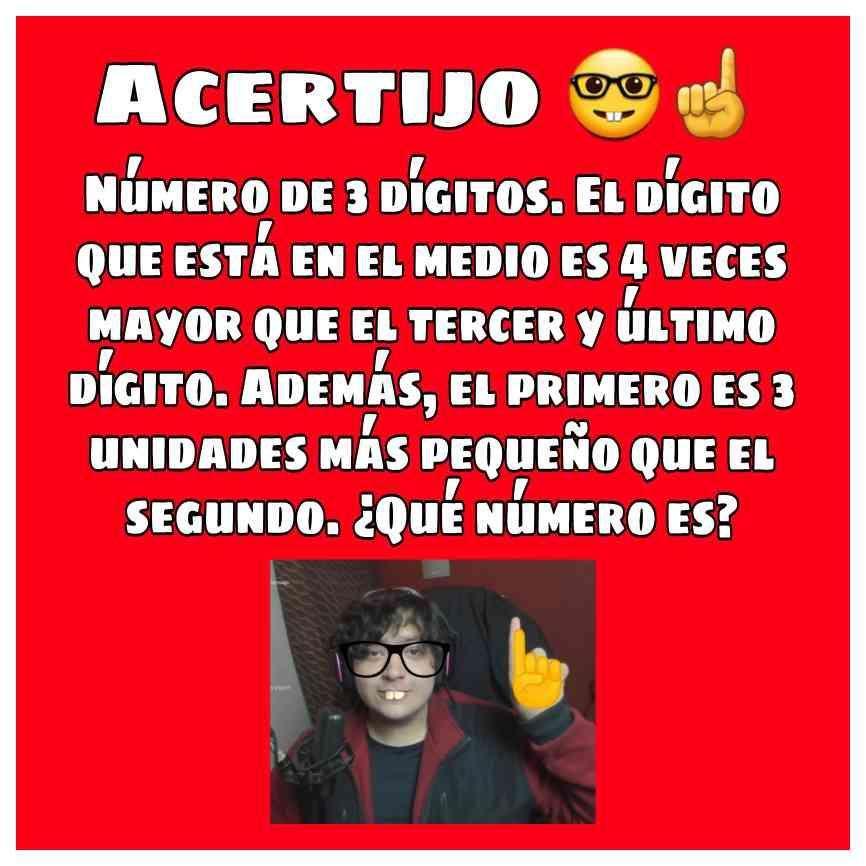 Acertijo 🤓☝️
Número de 3 dígitos. El dígito
que está en el medio es 4 veces
mayor que el tercer y último
dígito. Además, el primero es 3
unidades más pequeño que el
segundo. ¿Qué número es?